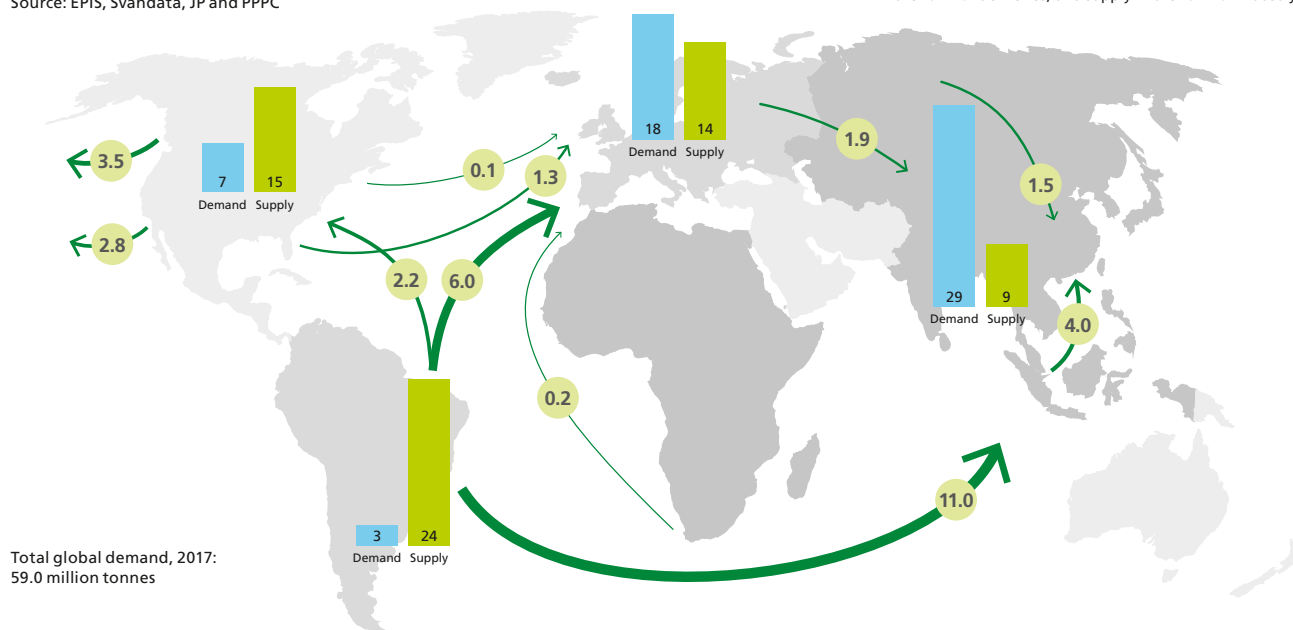 Source: EPIS, Svandata, JP and PPPC
18
14
Demand
Supply
3.5
7
15
Demand
Supply
2.8
0.1
1.3
1.9
1.5
2.2
6.0
29
9
Demand
Supply
4.0
0.2
11.0
3
24
Demand
Supply
Total global demand, 2017:
59.0 million tonnes